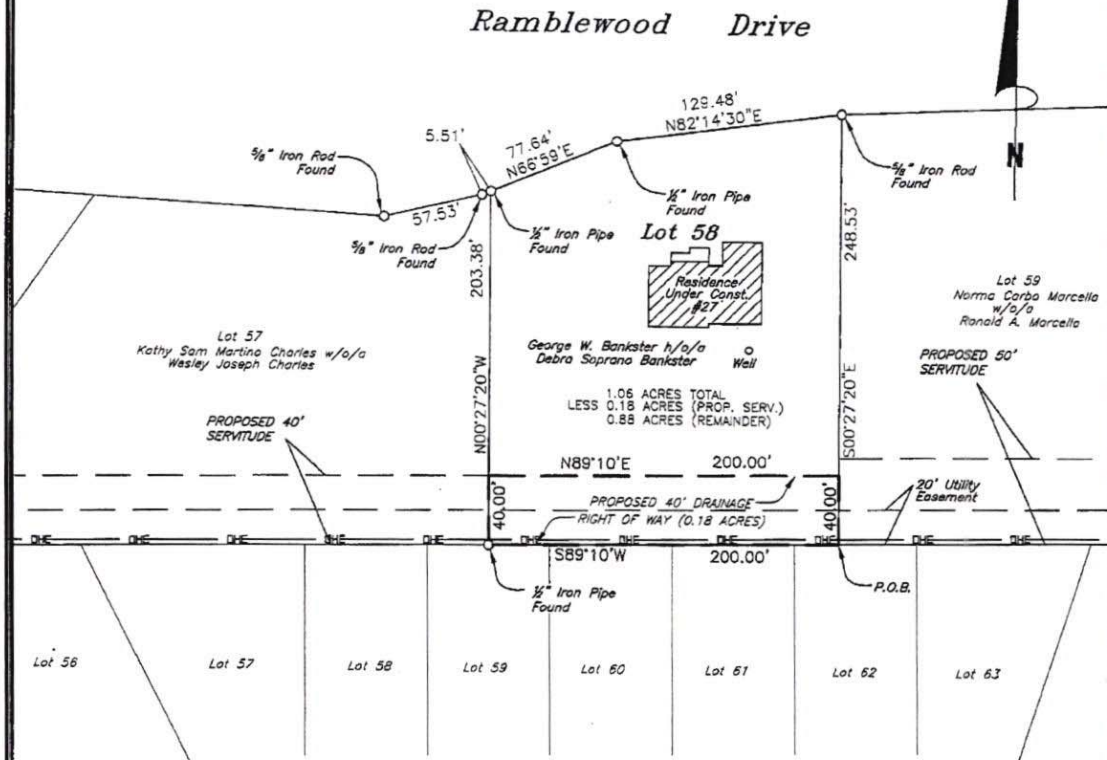 Ramblewood Drive
129.48'
N82°14'30"E
77.64'
N66°59'E
5.51'
5/8" Iron Rod
Found
57.53'
5/8" Iron Rod
Found
1/2" Iron Pipe
Found
1/2" Iron Pipe
Found
5/8" Iron Rod
Found
N
203.38'
N00°27'20"W
248.53'
S00°27'20"E
Lot 58
Residence
Under Const.
#27
George W. Bankster h/o/a
Debra Soprano Bankster
Well
1.06 ACRES TOTAL
LESS 0.18 ACRES (PROP. SERV.)
0.88 ACRES (REMAINDER)
Lot 57
Kathy Sam Martino Charles w/o/a
Wesley Joseph Charles
Lot 59
Norma Carbo Marcello
w/o/a
Ronald A. Marcello
PROPOSED 40'
SERVITUDE
PROPOSED 50'
SERVITUDE
N89°10'E 200.00'
40.00'
PROPOSED 40' DRAINAGE
RIGHT OF WAY (0.18 ACRES)
40.00'
20' Utility
Easement
S89°10'W 200.00'
1/2" Iron Pipe
Found
P.O.B.
Lot 56
Lot 57
Lot 58
Lot 59
Lot 60
Lot 61
Lot 62
Lot 63